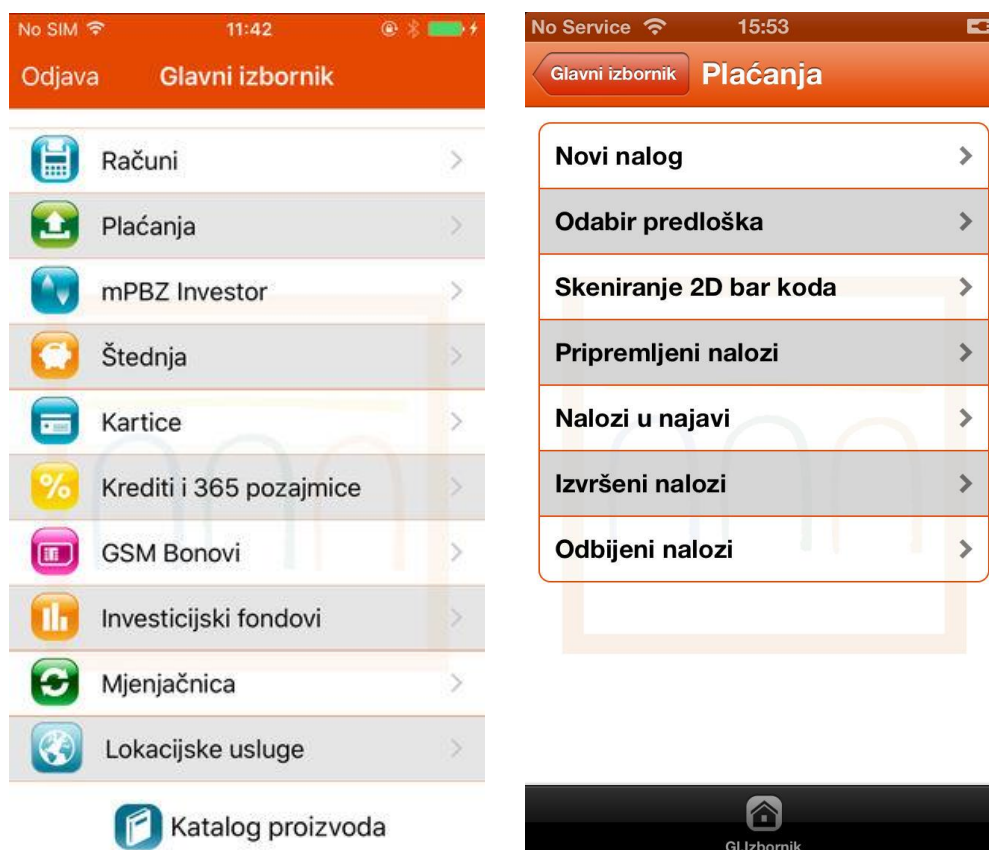 No SIM 11:42
Odjava Glavni izbornik
Računi
Plaćanja
mPBZ Investor
Štednja
Kartice
Krediti i 365 pozajmice
GSM Bonovi
Investicijski fondovi
Mjenjačnica
Lokacijske usluge
Katalog proizvoda
No Service 15:53
Glavni izbornik Plaćanja
Novi nalog
Odabir predloška
Skeniranje 2D bar koda
Pripremljeni nalozi
Nalozi u najavi
Izvršeni nalozi
Odbijeni nalozi
Gl.Izbornik